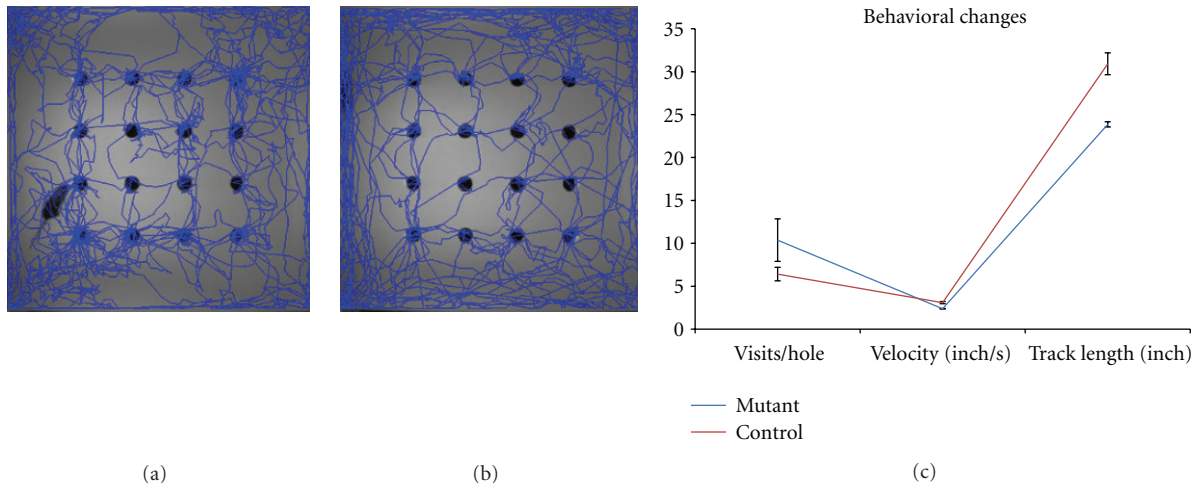 Behavioral changes
35
30
25
20
15
10
5
0
Visits/hole Velocity (inch/s) Track length (inch)
Mutant
Control
(a) (b) (c)